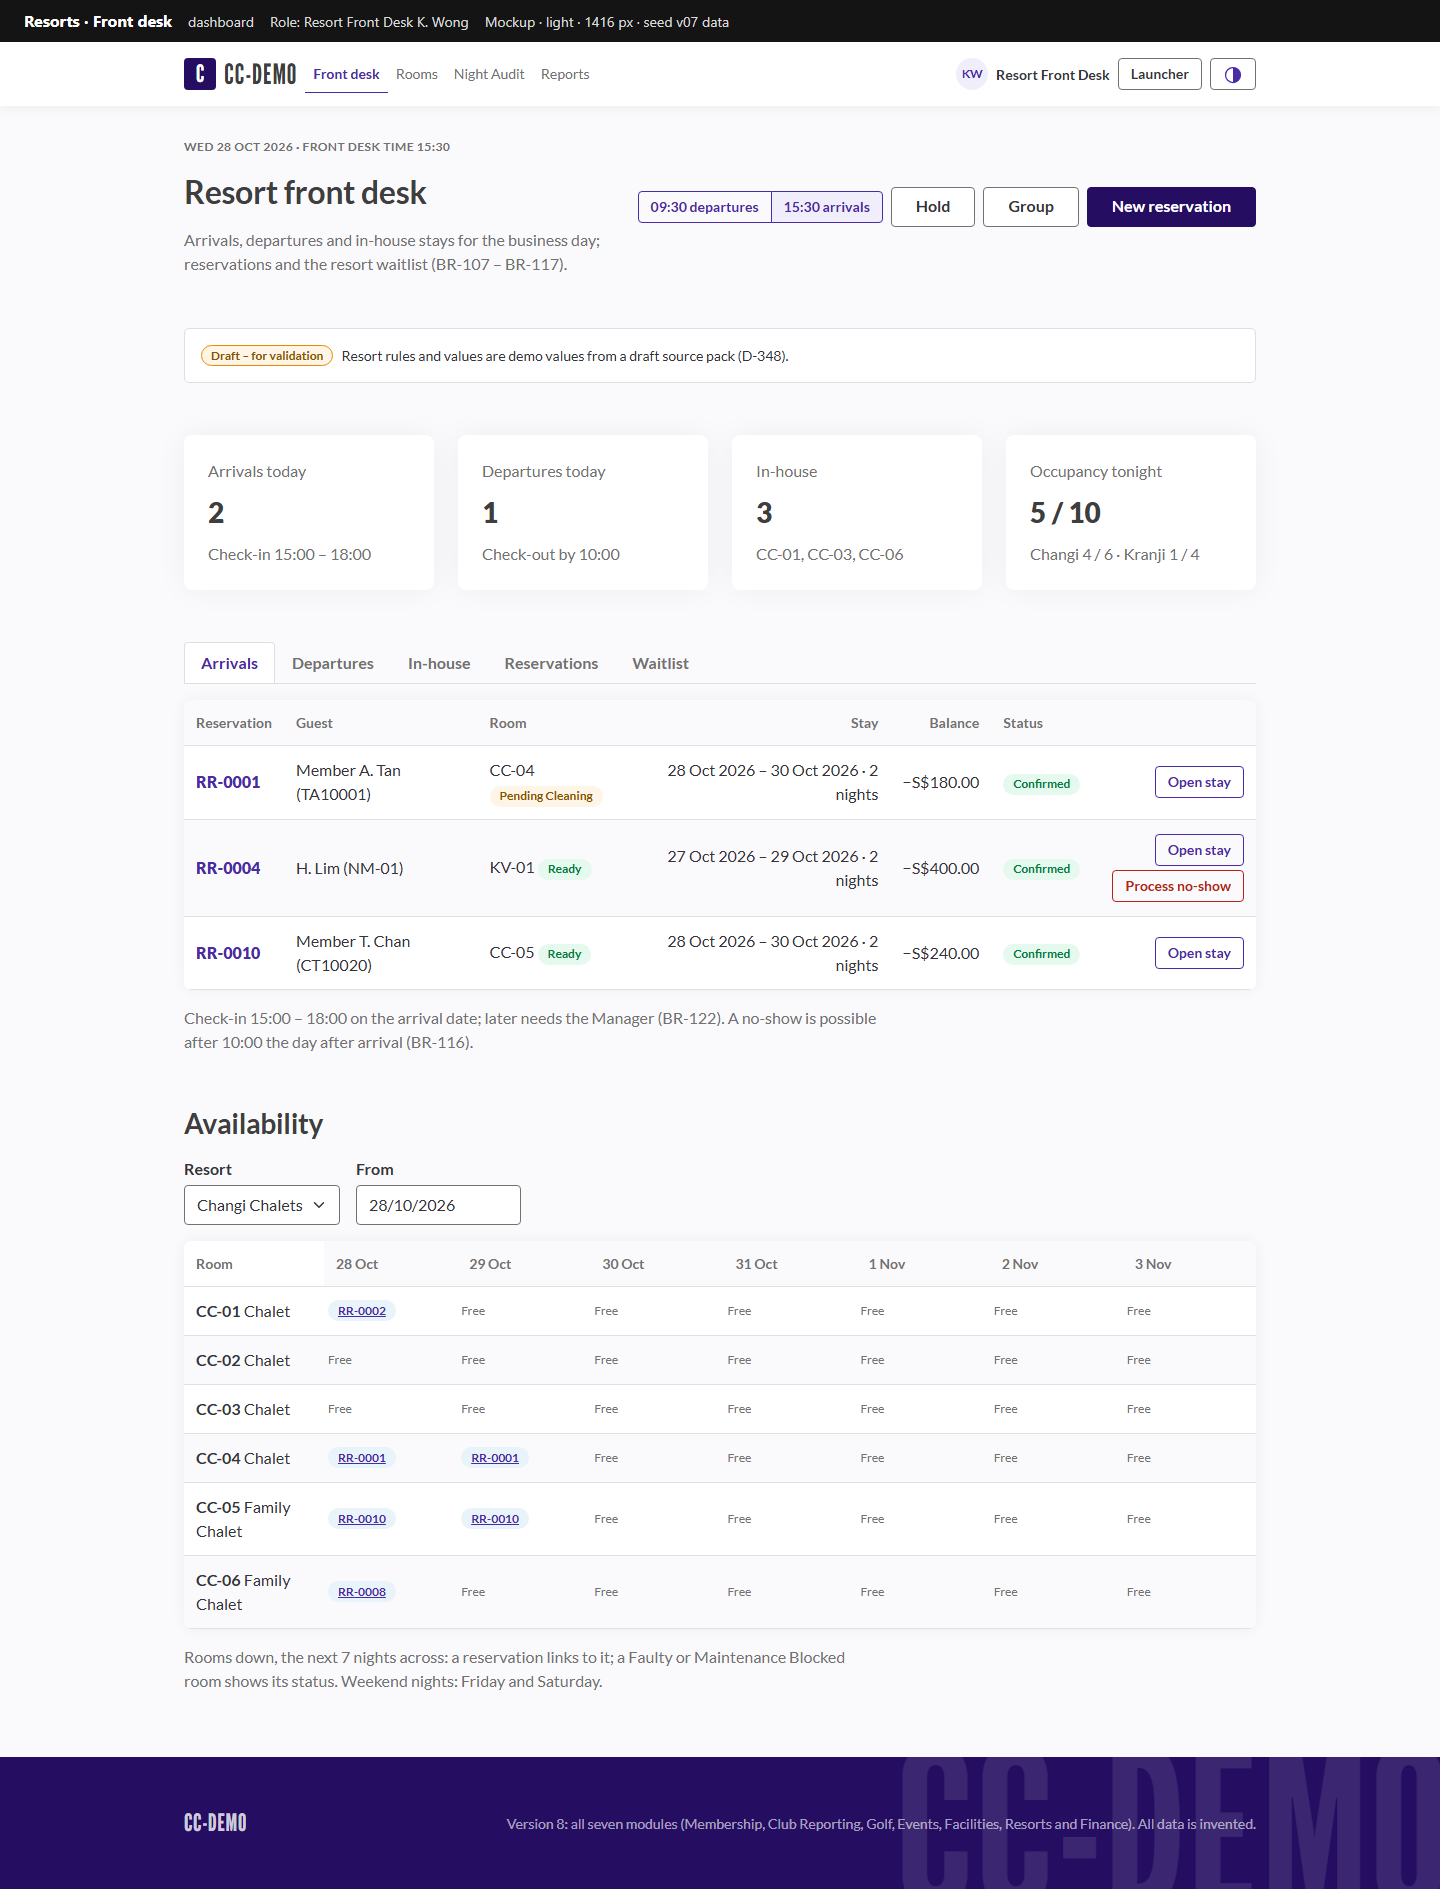 Resorts · Front desk dashboard Role: Resort Front Desk K. Wong Mockup · light · 1416 px · seed v07 data
C CC-DEMO Front desk Rooms Night Audit Reports KW Resort Front Desk Launcher
WED 28 OCT 2026 · FRONT DESK TIME 15:30
Resort front desk
09:30 departures 15:30 arrivals Hold Group New reservation
Arrivals, departures and in-house stays for the business day;
reservations and the resort waitlist (BR-107 – BR-117).
Draft – for validation Resort rules and values are demo values from a draft source pack (D-348).
Arrivals today Departures today In-house Occupancy tonight
2 1 3 5 / 10
Check-in 15:00 – 18:00 Check-out by 10:00 CC-01, CC-03, CC-06 Changi 4 / 6 · Kranji 1 / 4
Arrivals Departures In-house Reservations Waitlist
Reservation Guest Room Stay Balance Status
RR-0001 Member A. Tan (TA10001) CC-04 Pending Cleaning 28 Oct 2026 – 30 Oct 2026 · 2 nights −S$180.00 Confirmed Open stay
RR-0004 H. Lim (NM-01) KV-01 Ready 27 Oct 2026 – 29 Oct 2026 · 2 nights −S$400.00 Confirmed Open stay
Process no-show
RR-0010 Member T. Chan (CT10020) CC-05 Ready 28 Oct 2026 – 30 Oct 2026 · 2 nights −S$240.00 Confirmed Open stay
Check-in 15:00 – 18:00 on the arrival date; later needs the Manager (BR-122). A no-show is possible
after 10:00 the day after arrival (BR-116).
Availability
Resort From
Changi Chalets 28/10/2026
Room 28 Oct 29 Oct 30 Oct 31 Oct 1 Nov 2 Nov 3 Nov
CC-01 Chalet RR-0002 Free Free Free Free Free Free
CC-02 Chalet Free Free Free Free Free Free Free
CC-03 Chalet Free Free Free Free Free Free Free
CC-04 Chalet RR-0001 RR-0001 Free Free Free Free Free
CC-05 Family Chalet RR-0010 RR-0010 Free Free Free Free Free
CC-06 Family Chalet RR-0008 Free Free Free Free Free Free
Rooms down, the next 7 nights across: a reservation links to it; a Faulty or Maintenance Blocked
room shows its status. Weekend nights: Friday and Saturday.
CC-DEMO
CC-DEMO Version 8: all seven modules (Membership, Club Reporting, Golf, Events, Facilities, Resorts and Finance). All data is invented.